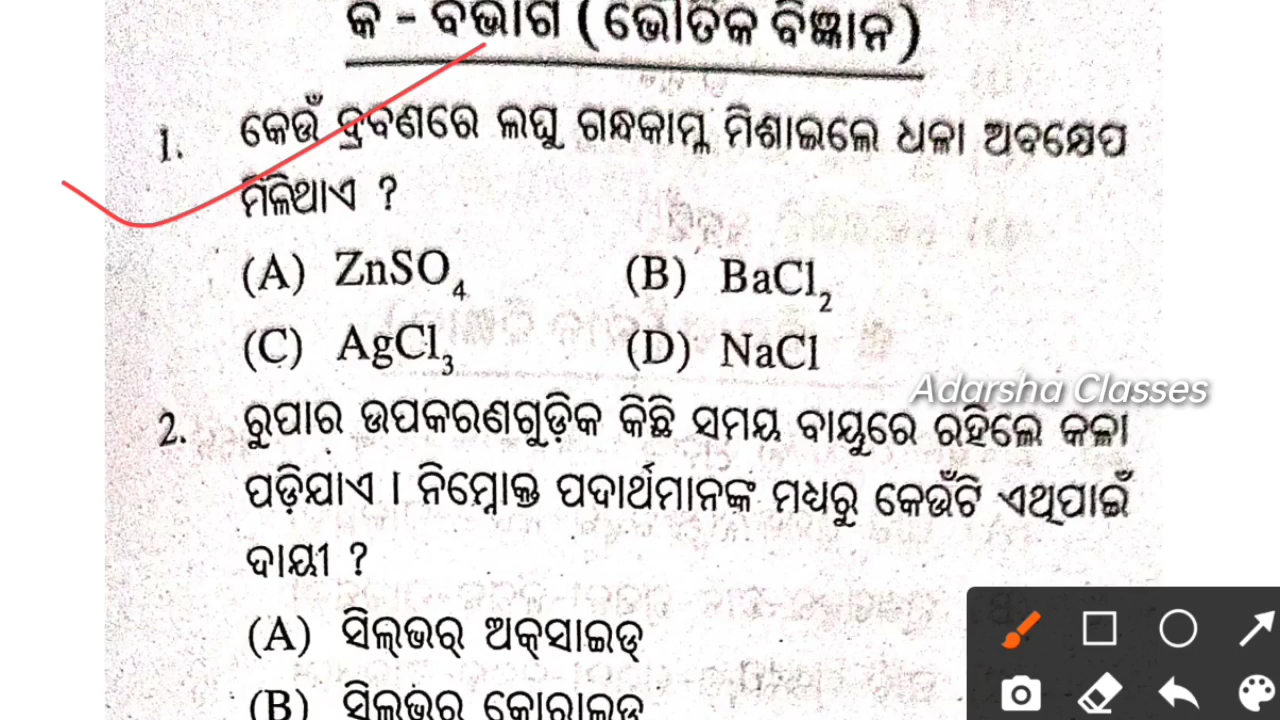 କ - ବିଭାଗ (ଭୌତିକ ବିଜ୍ଞାନ)
1. କେଉଁ ଦ୍ରବଣରେ ଲଘୁ ଗନ୍ଧକାମ୍ଳ ମିଶାଇଲେ ଧଳା ଅବକ୍ଷେପ
ମିଳିଥାଏ ?
(A) ZnSO₄ (B) BaCl₂
(C) AgCl₃ (D) NaCl
Adarsha Classes
2. ରୁପାର ଉପକରଣଗୁଡ଼ିକ କିଛି ସମୟ ବାୟୁରେ ରହିଲେ କଳା
ପଡ଼ିଯାଏ । ନିମ୍ନୋକ୍ତ ପଦାର୍ଥମାନଙ୍କ ମଧ୍ୟରୁ କେଉଁଟି ଏଥିପାଇଁ
ଦାୟୀ ?
(A) ସିଲ୍‌ଭର୍ ଅକ୍‌ସାଇଡ୍
(B) ସିଲ୍‌ଭର୍